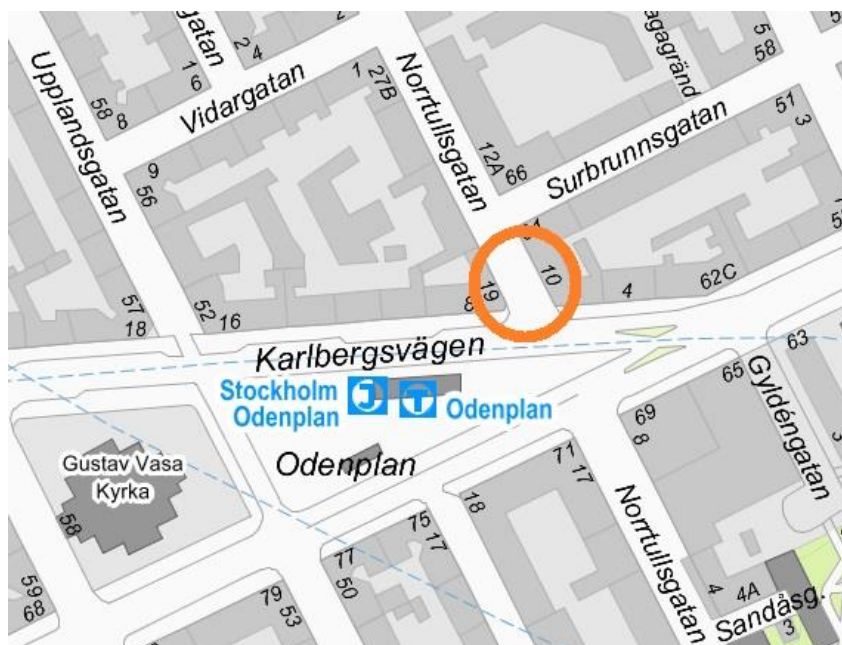 Upplandsgatan
gatan
2
4
1
6
Vidargatan
58
8
1
27B
Norrtullsgatan
agagränd
5
58
Surbrunnsgatan
51
3
12A
66
9
56
10
19
8
4
62C
57
18
52
16
Karlbergsvägen
Stockholm
Odenplan
J
T
Odenplan
Gustav Vasa
Kyrka
58
Odenplan
63
65
Gyldéngatan
69
8
3
71
17
18
Norrtullsgatan
75
17
77
50
59
68
79
53
4
4A
Sandåsg.
3